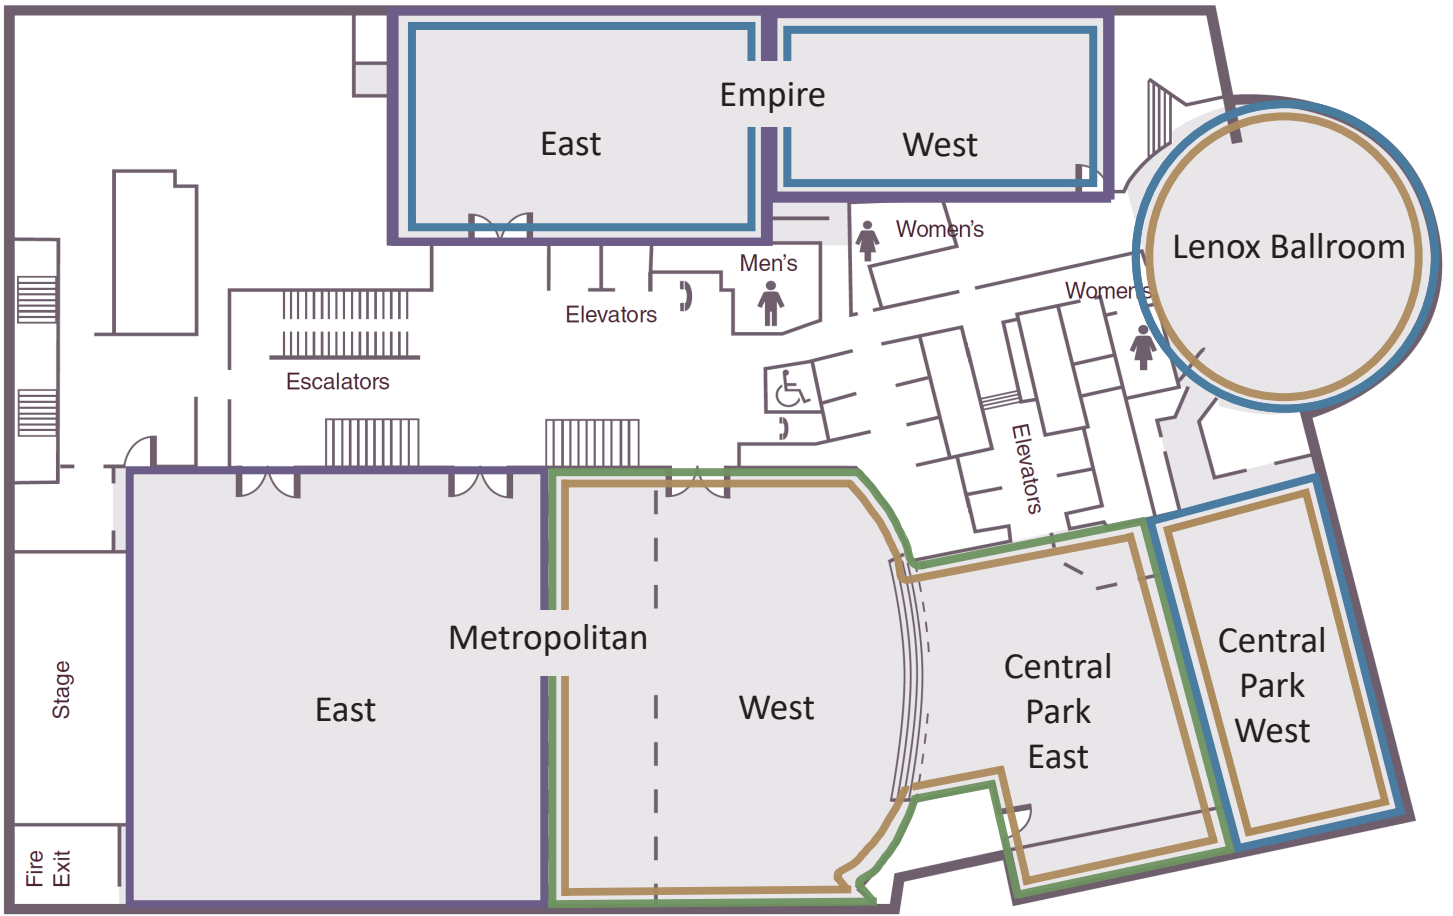 Empire
East
West
Women's
Lenox Ballroom
Men's
Women's
Elevators
Escalators
Elevators
Metropolitan
Central
Park
West
Central
Park
East
Stage
East
West
Fire
Exit